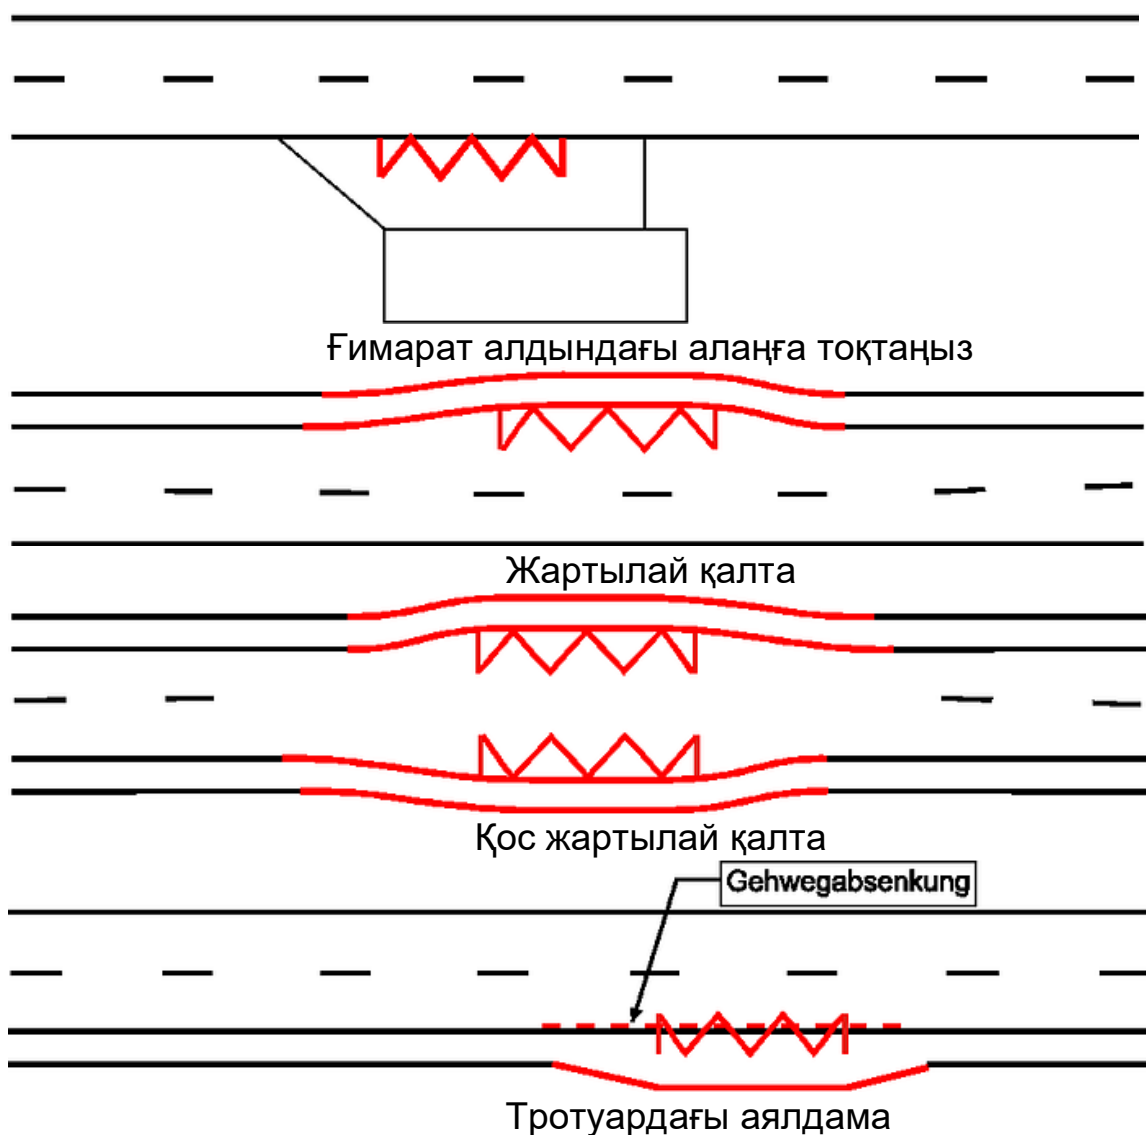 Ғимарат алдындағы алаңға тоқтаңыз
Жартылай қалта
Қос жартылай қалта
Gehwegabsenkung
Тротуардағы аялдама